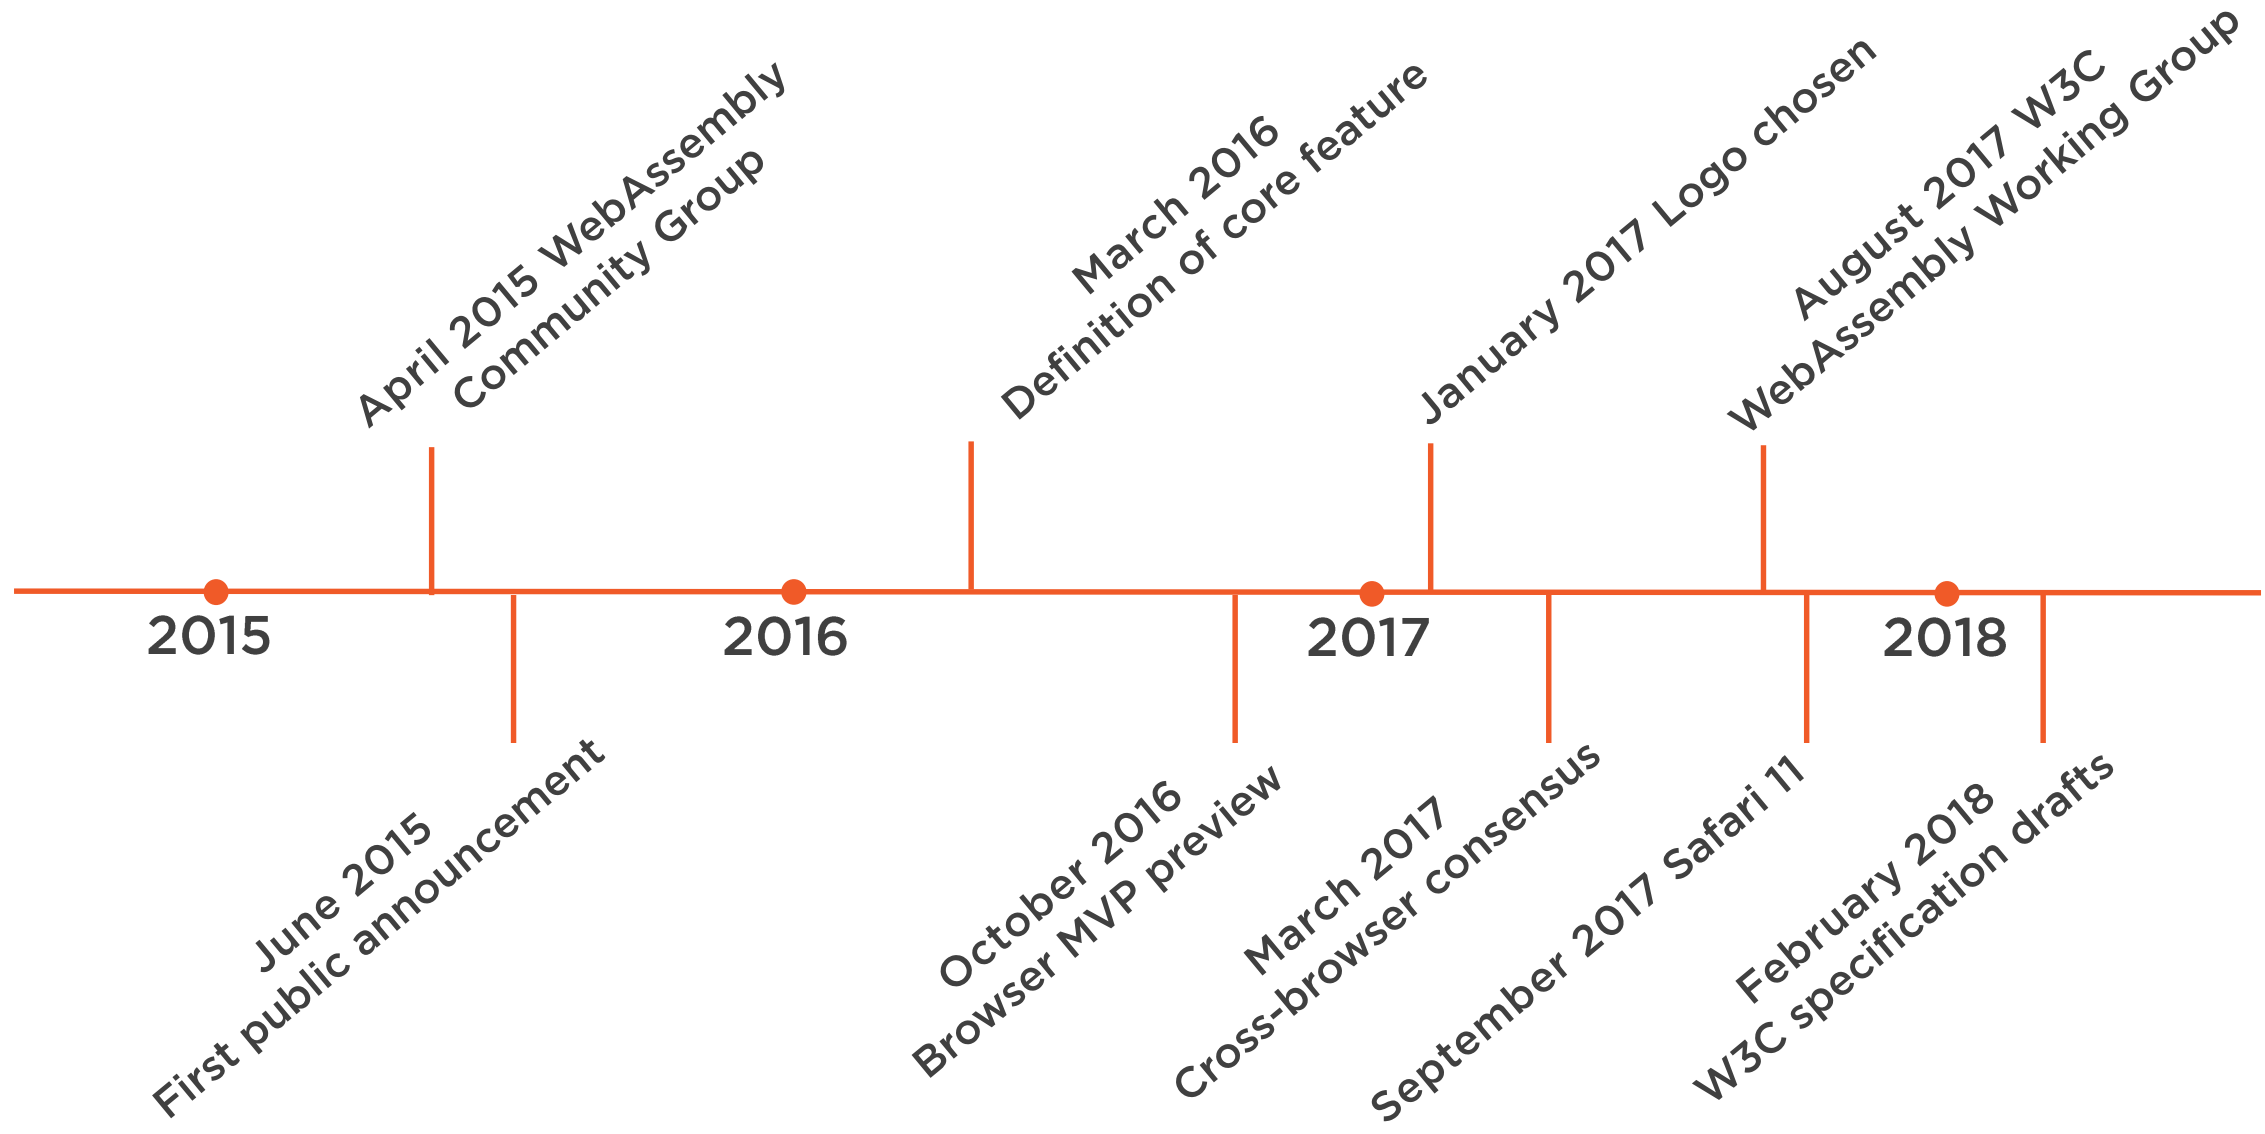 April 2015 WebAssembly
Community Group
March 2016
Definition of core feature
January 2017 Logo chosen
August 2017 W3C
WebAssembly Working Group
2015
2016
2017
2018
June 2015
First public announcement
October 2016
Browser MVP preview
March 2017
Cross-browser consensus
September 2017 Safari 11
February 2018
W3C specification drafts